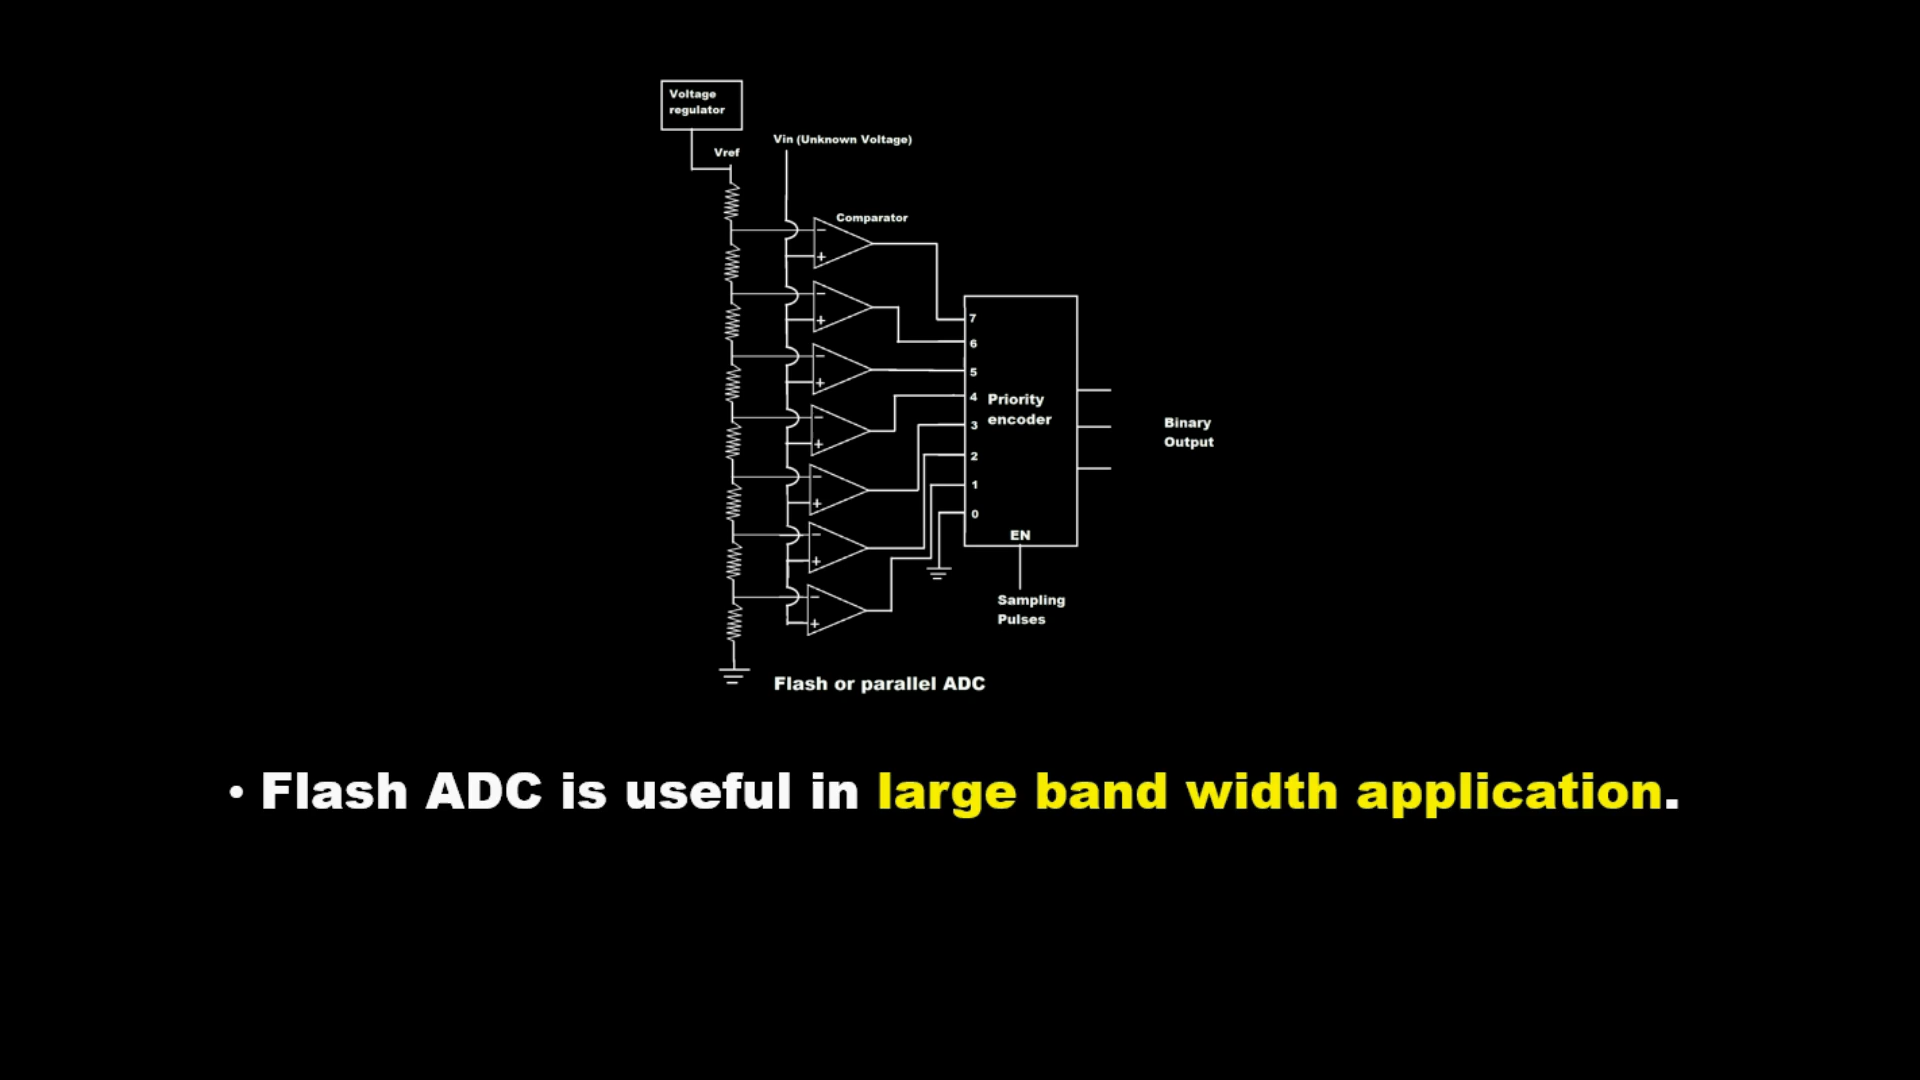 Voltage
regulator
Vref
Vin (Unknown Voltage)
Comparator
−
+
−
+
−
+
−
+
−
+
−
+
−
+
7
6
5
4
3
2
1
0
Priority
encoder
EN
Sampling
Pulses
Binary
Output
Flash or parallel ADC
• Flash ADC is useful in large band width application.